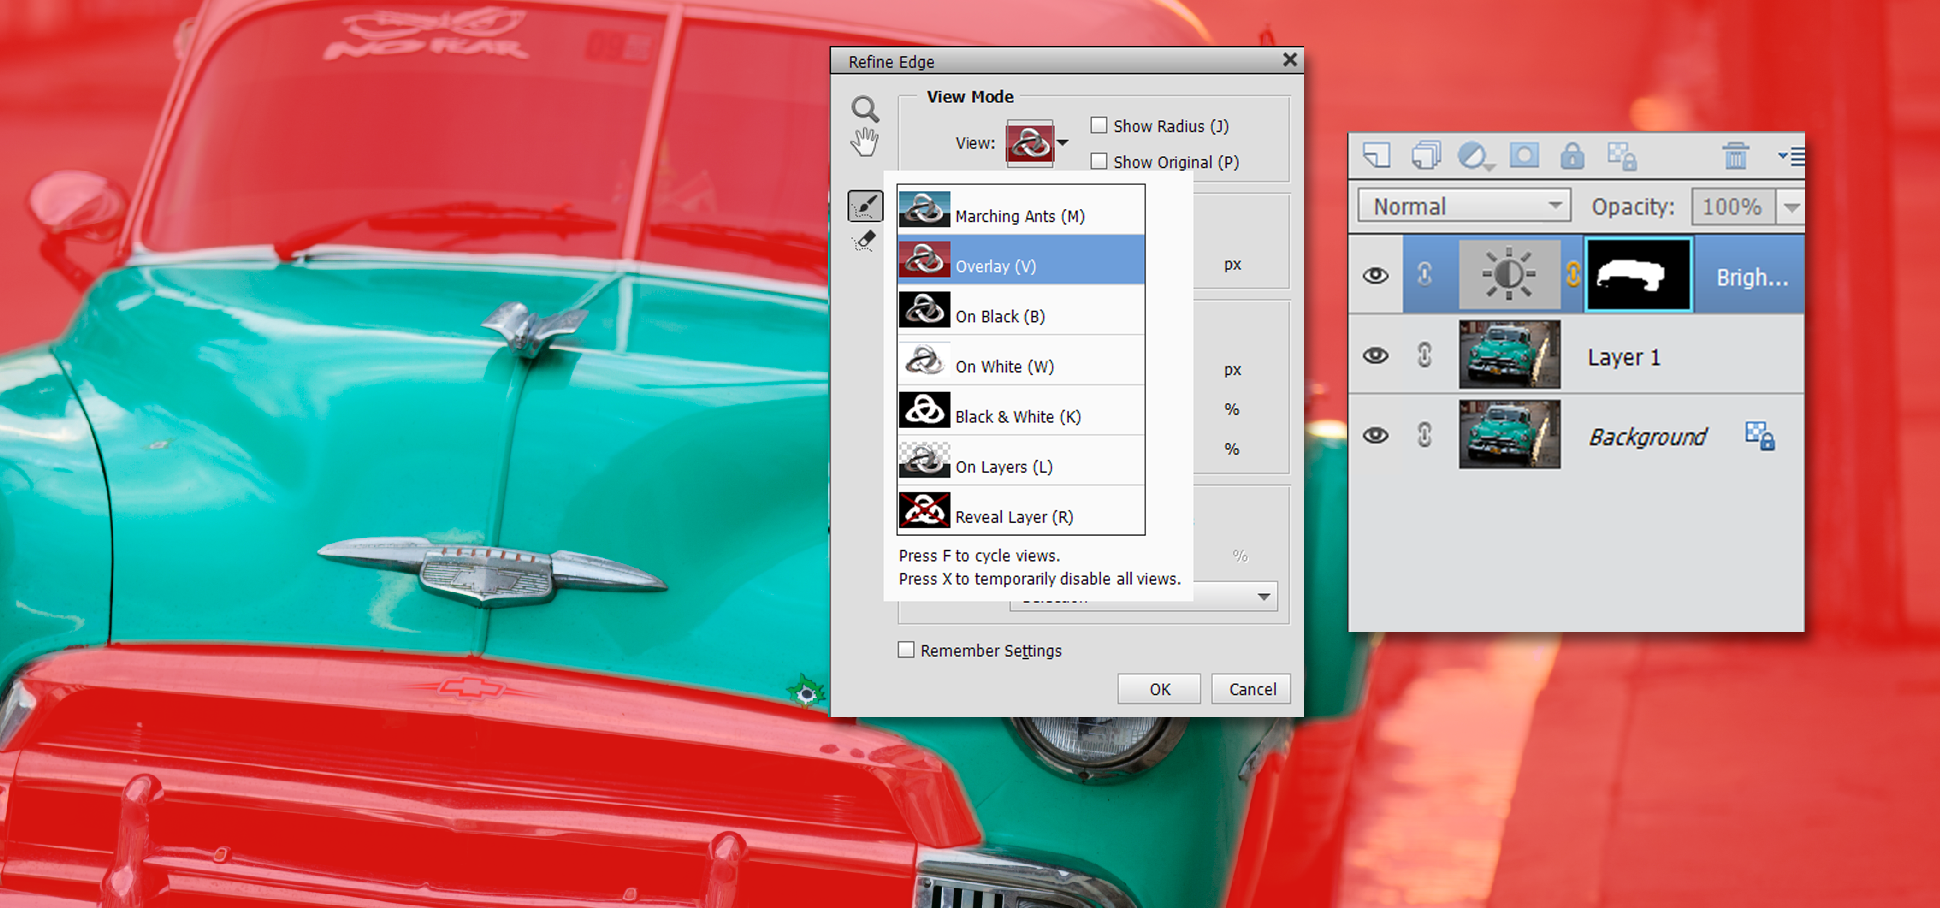 NO FEAR
Refine Edge
View Mode
View:
Show Radius (J)
Show Original (P)
Marching Ants (M)
Overlay (V)
On Black (B)
On White (W)
Black & White (K)
On Layers (L)
Reveal Layer (R)
Press F to cycle views.
Press X to temporarily disable all views.
px
px
%
%
%
Remember Settings
OK
Cancel
Normal
Opacity:
100%
Brigh...
Layer 1
Background